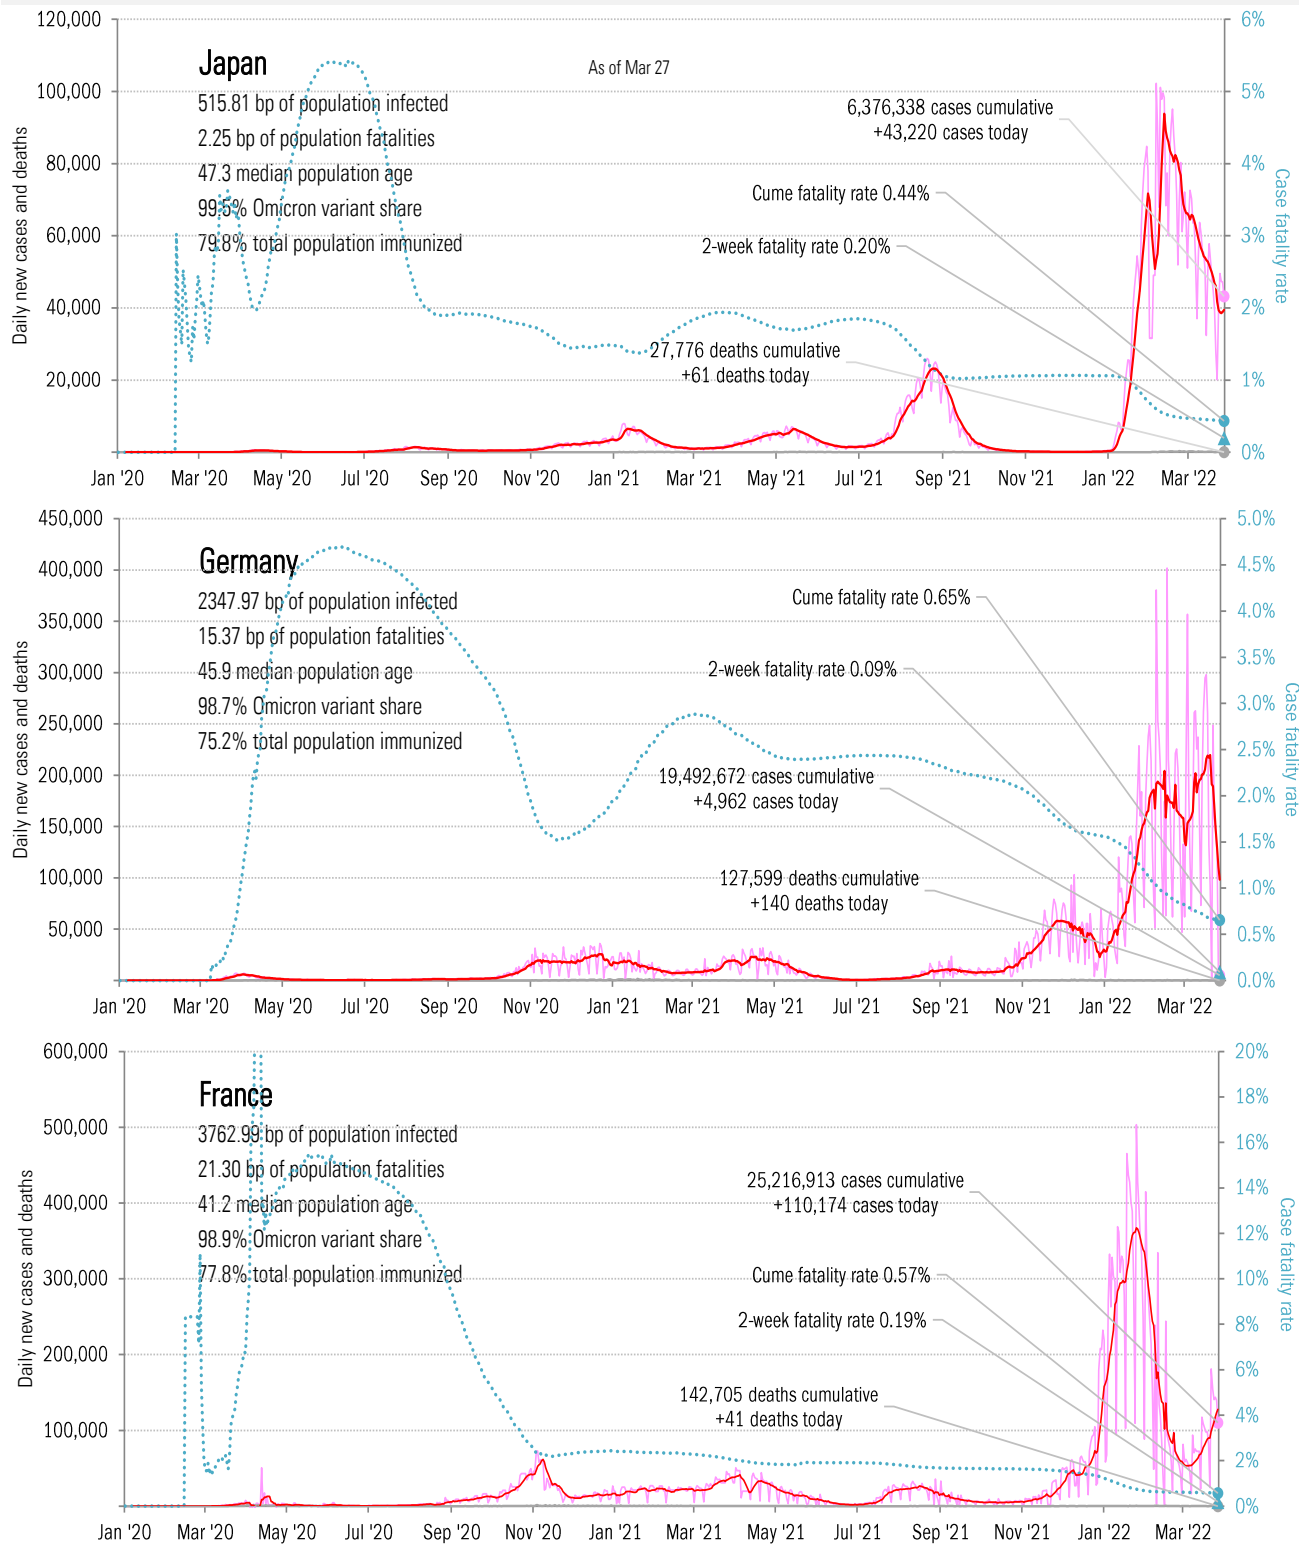 120,000
6%
Japan
As of Mar 27
515.81 bp of population infected
100,000
5%
6,376,338 cases cumulative
+43,220 cases today
2.25 bp of population fatalities
80,000
4%
47.3 median population age
Cume fatality rate 0.44%
99.5% Omicron variant share
60,000
3%
79.8% total population immunized
2-week fatality rate 0.20%
40,000
2%
27,776 deaths cumulative
+61 deaths today
20,000
1%
0%
Daily new cases and deaths
Case fatality rate
Jan '20 Mar '20 May '20 Jul '20 Sep '20 Nov '20 Jan '21 Mar '21 May '21 Jul '21 Sep '21 Nov '21 Jan '22 Mar '22
450,000
5.0%
Germany
400,000
4.5%
2347.97 bp of population infected
Cume fatality rate 0.65%
4.0%
350,000
15.37 bp of population fatalities
3.5%
300,000
45.9 median population age
2-week fatality rate 0.09%
98.7% Omicron variant share
3.0%
250,000
75.2% total population immunized
2.5%
200,000
19,492,672 cases cumulative
+4,962 cases today
2.0%
150,000
1.5%
100,000
127,599 deaths cumulative
+140 deaths today
1.0%
50,000
0.5%
0.0%
Daily new cases and deaths
Case fatality rate
Jan '20 Mar '20 May '20 Jul '20 Sep '20 Nov '20 Jan '21 Mar '21 May '21 Jul '21 Sep '21 Nov '21 Jan '22 Mar '22
600,000
20%
France
18%
500,000
3762.99 bp of population infected
16%
21.30 bp of population fatalities
25,216,913 cases cumulative
+110,174 cases today
14%
400,000
41.2 median population age
98.9% Omicron variant share
12%
300,000
77.8% total population immunized
Cume fatality rate 0.57%
10%
2-week fatality rate 0.19%
8%
200,000
6%
142,705 deaths cumulative
+41 deaths today
4%
100,000
2%
0%
Daily new cases and deaths
Case fatality rate
Jan '20 Mar '20 May '20 Jul '20 Sep '20 Nov '20 Jan '21 Mar '21 May '21 Jul '21 Sep '21 Nov '21 Jan '22 Mar '22